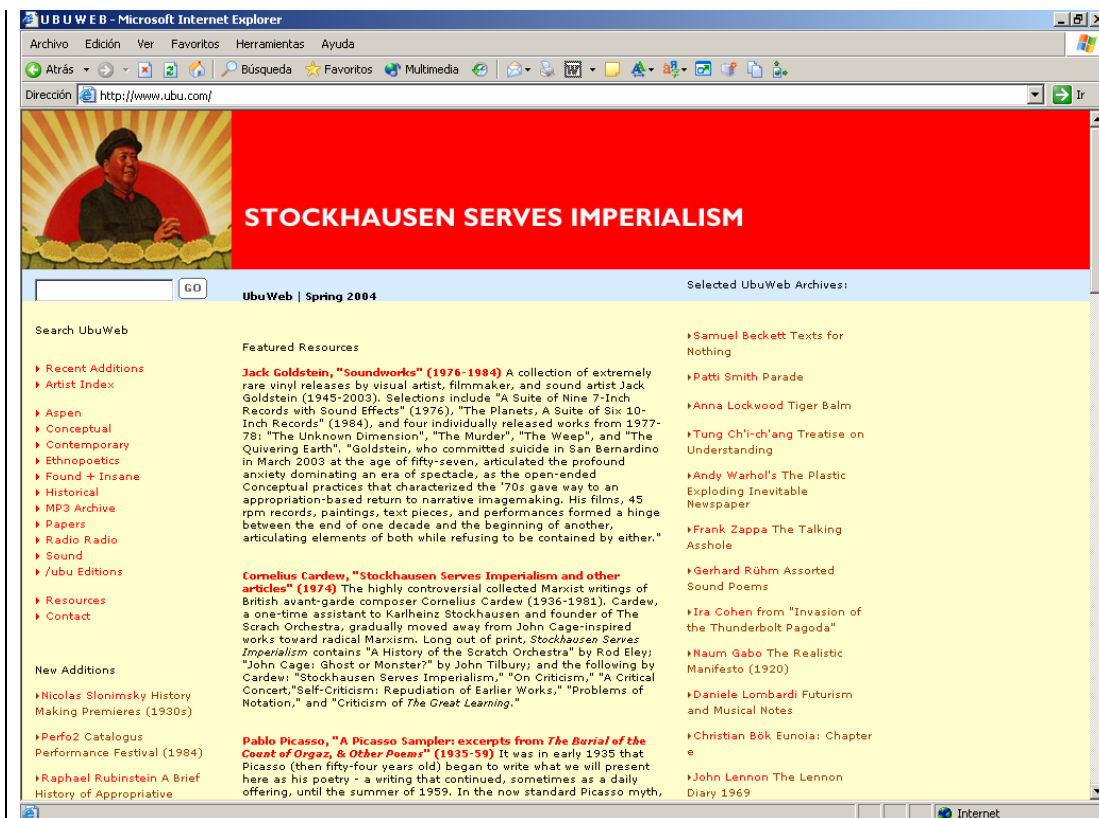 U B U W E B - Microsoft Internet Explorer
Archivo Edición Ver Favoritos Herramientas Ayuda
Atrás Búsqueda Favoritos Multimedia
Dirección http://www.ubu.com/ Ir
STOCKHAUSEN SERVES IMPERIALISM
GO
UbuWeb | Spring 2004
Selected UbuWeb Archives:
Search UbuWeb
Recent Additions
Artist Index
Aspen
Conceptual
Contemporary
Ethnopoetics
Found + Insane
Historical
MP3 Archive
Papers
Radio Radio
Sound
/ubu Editions
Resources
Contact
New Additions
Nicolas Slonimsky History
Making Premieres (1930s)
Perfo2 Catalogus
Performance Festival (1984)
Raphael Rubinstein A Brief
History of Appropriative
Featured Resources
Jack Goldstein, "Soundworks" (1976-1984) A collection of extremely
rare vinyl releases by visual artist, filmmaker, and sound artist Jack
Goldstein (1945-2003). Selections include "A Suite of Nine 7-Inch
Records with Sound Effects" (1976), "The Planets, A Suite of Six 10-
Inch Records" (1984), and four individually released works from 1977-
78: "The Unknown Dimension", "The Murder", "The Weep", and "The
Quivering Earth". "Goldstein, who committed suicide in San Bernardino
in March 2003 at the age of fifty-seven, articulated the profound
anxiety dominating an era of spectacle, as the open-ended
Conceptual practices that characterized the '70s gave way to an
appropriation-based return to narrative imagemaking. His films, 45
rpm records, paintings, text pieces, and performances formed a hinge
between the end of one decade and the beginning of another,
articulating elements of both while refusing to be contained by either."
Cornelius Cardew, "Stockhausen Serves Imperialism and other
articles" (1974) The highly controversial collected Marxist writings of
British avant-garde composer Cornelius Cardew (1936-1981). Cardew,
a one-time assistant to Karlheinz Stockhausen and founder of The
Scrach Orchestra, gradually moved away from John Cage-inspired
works toward radical Marxism. Long out of print, Stockhausen Serves
Imperialism contains "A History of the Scratch Orchestra" by Rod Eley;
"John Cage: Ghost or Monster?" by John Tilbury; and the following by
Cardew: "Stockhausen Serves Imperialism," "On Criticism," "A Critical
Concert,"Self-Criticism: Repudiation of Earlier Works," "Problems of
Notation," and "Criticism of The Great Learning."
Pablo Picasso, "A Picasso Sampler: excerpts from The Burial of the
Count of Orgaz, & Other Poems" (1935-59) It was in early 1935 that
Picasso (then fifty-four years old) began to write what we will present
here as his poetry - a writing that continued, sometimes as a daily
offering, until the summer of 1959. In the now standard Picasso myth,
Samuel Beckett Texts for
Nothing
Patti Smith Parade
Anna Lockwood Tiger Balm
Tung Ch'i-ch'ang Treatise on
Understanding
Andy Warhol's The Plastic
Exploding Inevitable
Newspaper
Frank Zappa The Talking
Asshole
Gerhard Rühm Assorted
Sound Poems
Ira Cohen from "Invasion of
the Thunderbolt Pagoda"
Naum Gabo The Realistic
Manifesto (1920)
Daniele Lombardi Futurism
and Musical Notes
Christian Bök Eunoia: Chapter
e
John Lennon The Lennon
Diary 1969
Internet